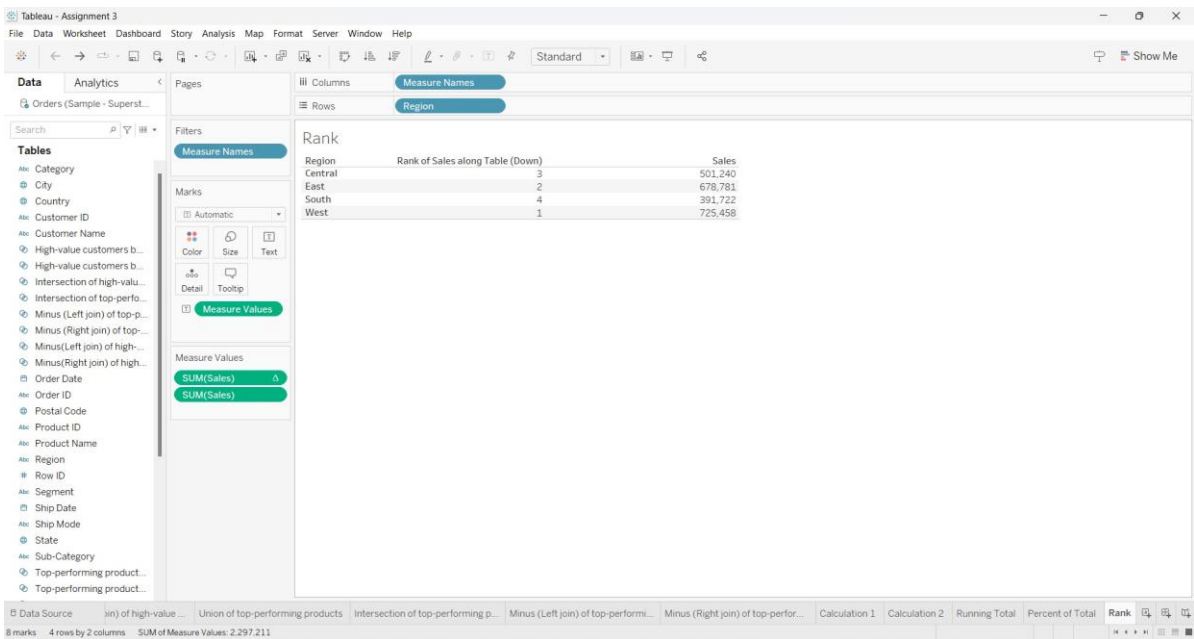 Tableau - Assignment 3
File Data Worksheet Dashboard Story Analysis Map Format Server Window Help
Standard
Show Me
Data Analytics
Orders (Sample - Superst...
Search
Tables
Abc Category
City
Country
Abc Customer ID
Abc Customer Name
High-value customers b...
High-value customers b...
Intersection of high-valu...
Intersection of top-perfo...
Minus (Left join) of top-p...
Minus (Right join) of top-...
Minus(Left join) of high-...
Minus(Right join) of high...
Order Date
Abc Order ID
Postal Code
Abc Product ID
Abc Product Name
Abc Region
# Row ID
Abc Segment
Ship Date
Abc Ship Mode
State
Abc Sub-Category
Top-performing product...
Top-performing product...
Pages
Filters
Measure Names
Marks
Automatic
Color Size Text
Detail Tooltip
Measure Values
Measure Values
SUM(Sales)
SUM(Sales)
Columns Measure Names
Rows Region
Rank
Region Rank of Sales along Table (Down) Sales
Central 3 501,240
East 2 678,781
South 4 391,722
West 1 725,458
Data Source oin) of high-value ... Union of top-performing products Intersection of top-performing p... Minus (Left join) of top-performi... Minus (Right join) of top-perfor... Calculation 1 Calculation 2 Running Total Percent of Total Rank
8 marks 4 rows by 2 columns SUM of Measure Values: 2,297,211